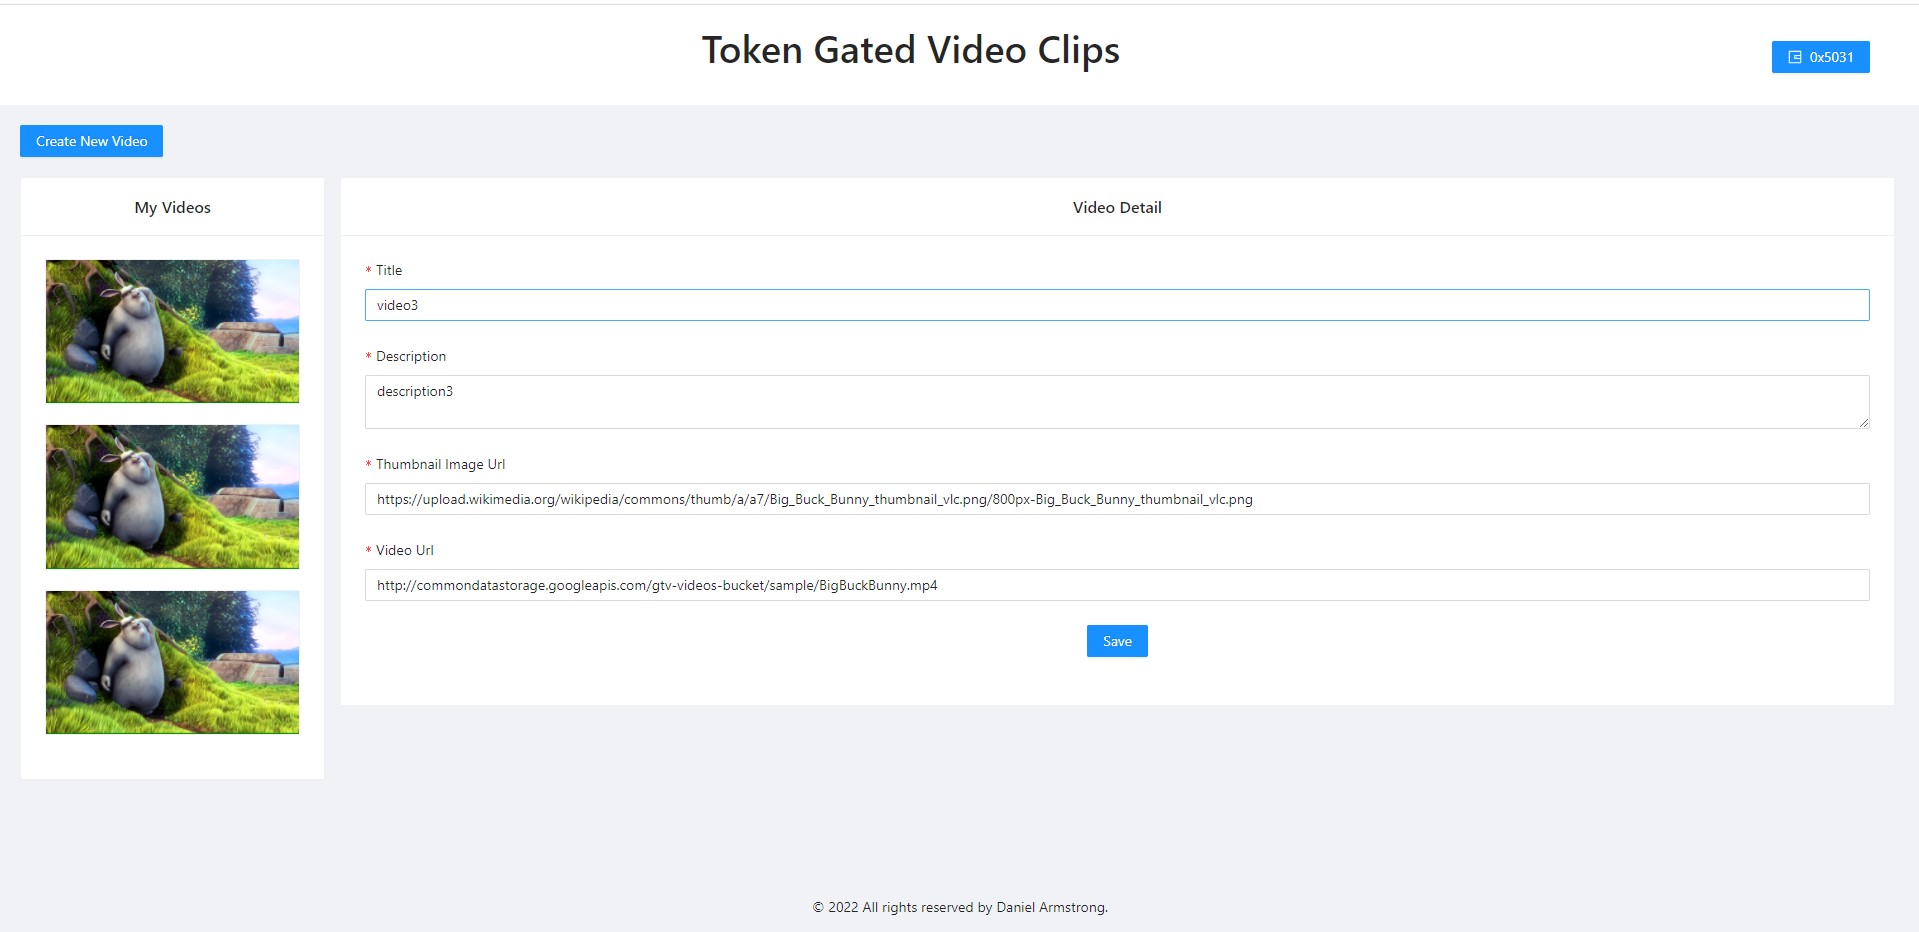 Token Gated Video Clips
0x5031
Create New Video
My Videos
Video Detail
* Title
video3
* Description
description3
* Thumbnail Image Url
https://upload.wikimedia.org/wikipedia/commons/thumb/a/a7/Big_Buck_Bunny_thumbnail_vlc.png/800px-Big_Buck_Bunny_thumbnail_vlc.png
* Video Url
http://commondatastorage.googleapis.com/gtv-videos-bucket/sample/BigBuckBunny.mp4
Save
© 2022 All rights reserved by Daniel Armstrong.